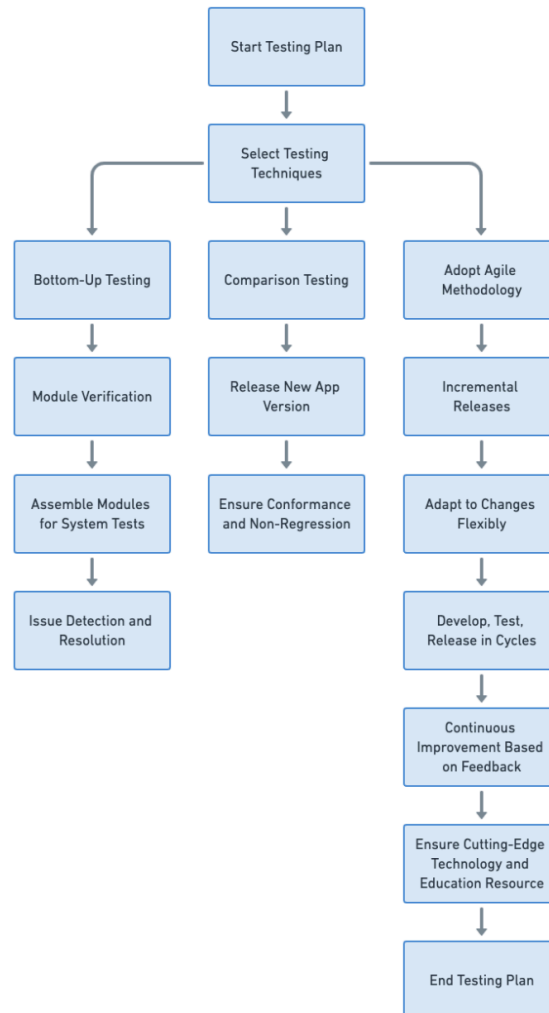 Start Testing Plan
Select Testing
Techniques
Bottom-Up Testing
Comparison Testing
Adopt Agile
Methodology
Module Verification
Release New App
Version
Incremental
Releases
Assemble Modules
for System Tests
Ensure Conformance
and Non-Regression
Adapt to Changes
Flexibly
Issue Detection and
Resolution
Develop, Test,
Release in Cycles
Continuous
Improvement Based
on Feedback
Ensure Cutting-Edge
Technology and
Education Resource
End Testing Plan